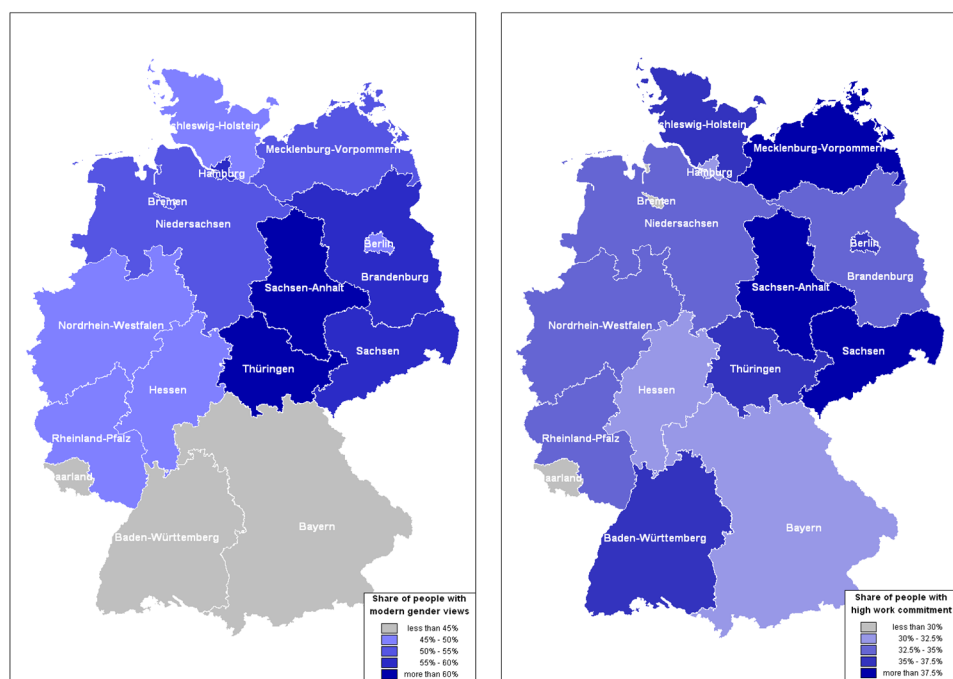 chleswig-Holstein
Mecklenburg-Vorpommern
Hamburg
Bremen
Niedersachsen
Berlin
Brandenburg
Sachsen-Anhalt
Nordrhein-Westfalen
Sachsen
Thüringen
Hessen
Rheinland-Pfalz
aarland
Bayern
Baden-Württemberg
Share of people with
modern gender views
less than 45%
45% - 50%
50% - 55%
55% - 60%
more than 60%
chleswig-Holstein
Mecklenburg-Vorpommern
Hamburg
Bremen
Niedersachsen
Berlin
Brandenburg
Sachsen-Anhalt
Nordrhein-Westfalen
Sachsen
Thüringen
Hessen
Rheinland-Pfalz
aarland
Bayern
Baden-Württemberg
Share of people with
high work commitment
less than 30%
30% - 32.5%
32.5% - 35%
35% - 37.5%
more than 37.5%